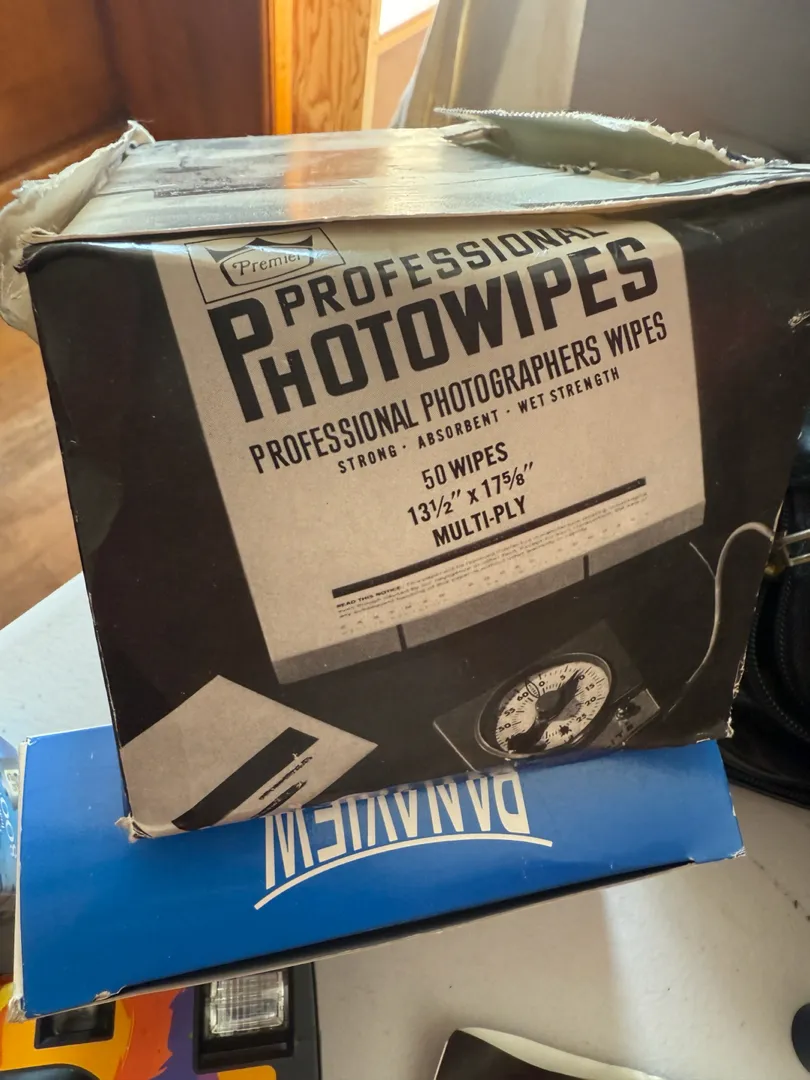 Premier
PROFESSIONAL
PHOTOWIPES
PROFESSIONAL PHOTOGRAPHERS WIPES
STRONG · ABSORBENT · WET STRENGTH
50 WIPES
13½" x 17⅝"
MULTI-PLY
READ THIS NOTICE:
PANAVIEW